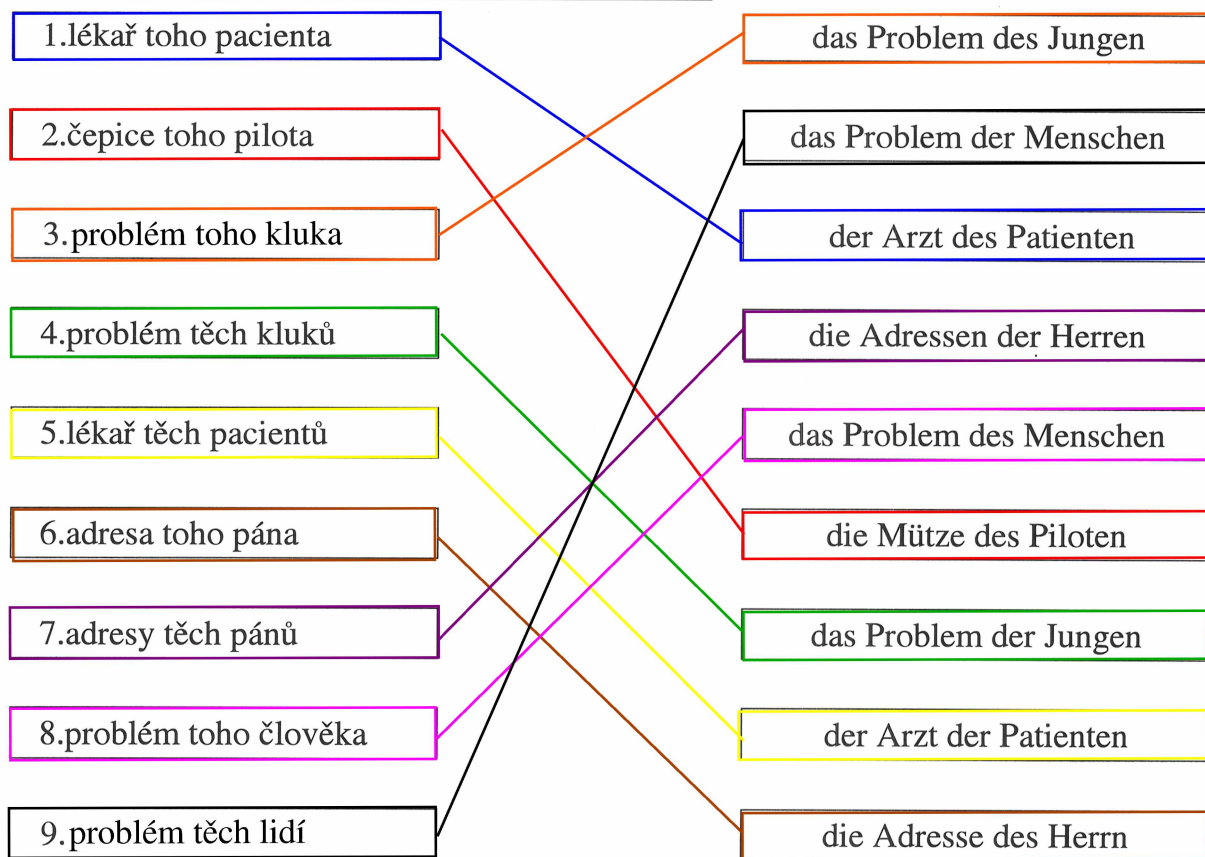 1.lékař toho pacienta
das Problem des Jungen
2.čepice toho pilota
das Problem der Menschen
3.problém toho kluka
der Arzt des Patienten
4.problém těch kluků
die Adressen der Herren
5.lékař těch pacientů
das Problem des Menschen
6.adresa toho pána
die Mütze des Piloten
7.adresy těch pánů
das Problem der Jungen
8.problém toho člověka
der Arzt der Patienten
9.problém těch lidí
die Adresse des Herrn